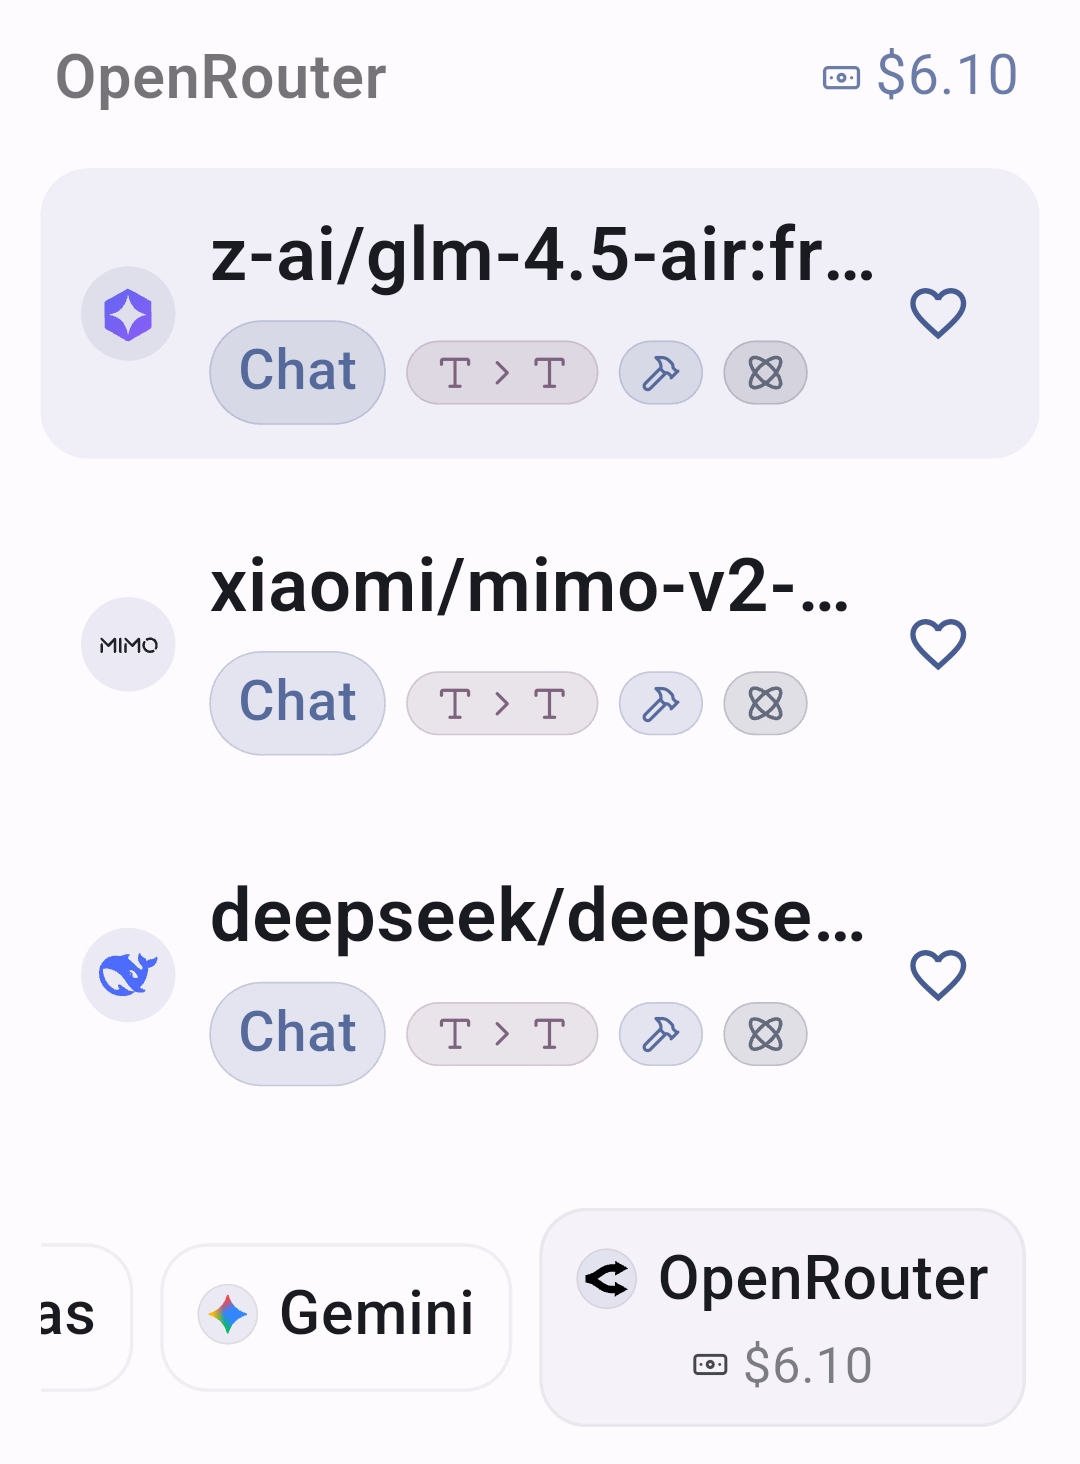 OpenRouter $6.10
z-ai/glm-4.5-air:fr...
Chat T > T
MIMO
xiaomi/mimo-v2-...
Chat T > T
deepseek/deepse...
Chat T > T
as
Gemini
OpenRouter
$6.10